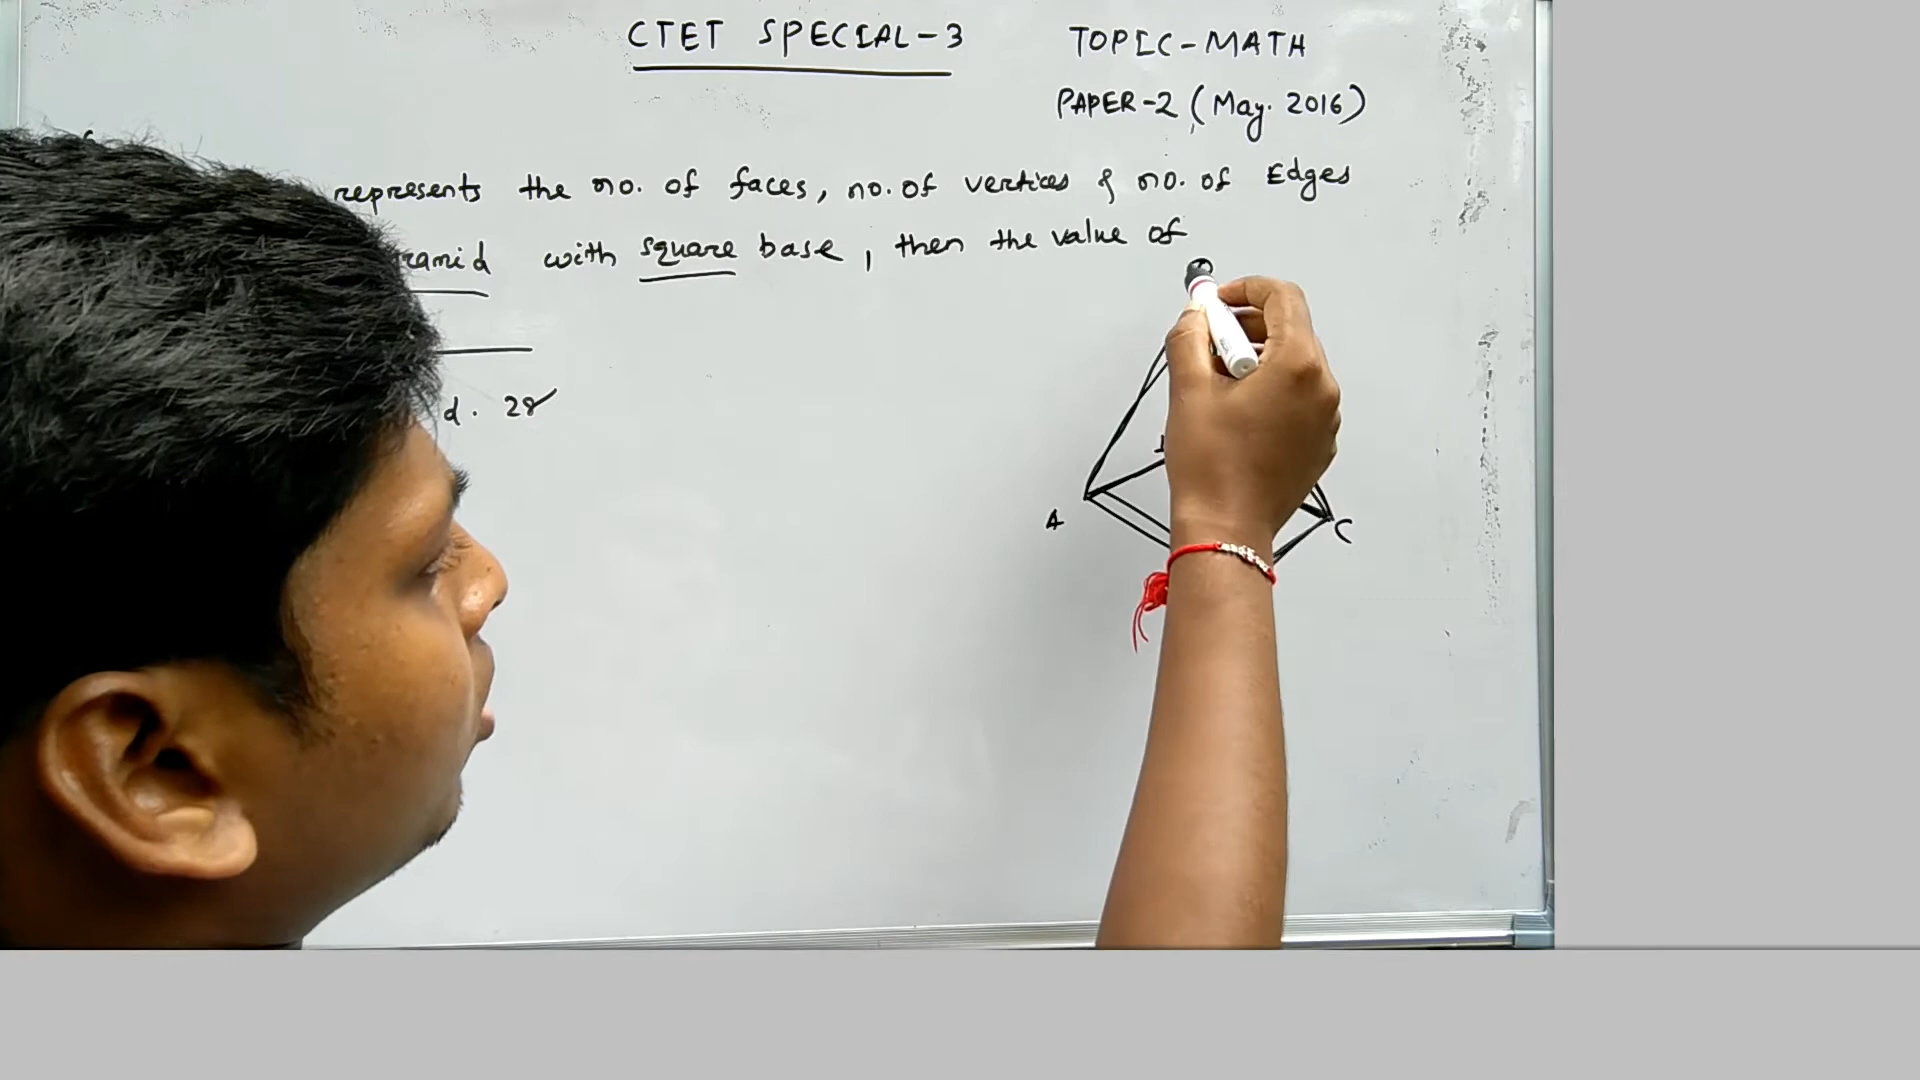 CTET SPECIAL-3
TOPIC-MATH
PAPER-2 (May. 2016)
represents the no. of faces, no. of vertices & no. of Edges
ramid with square base, then the value of
d. 28
A
C